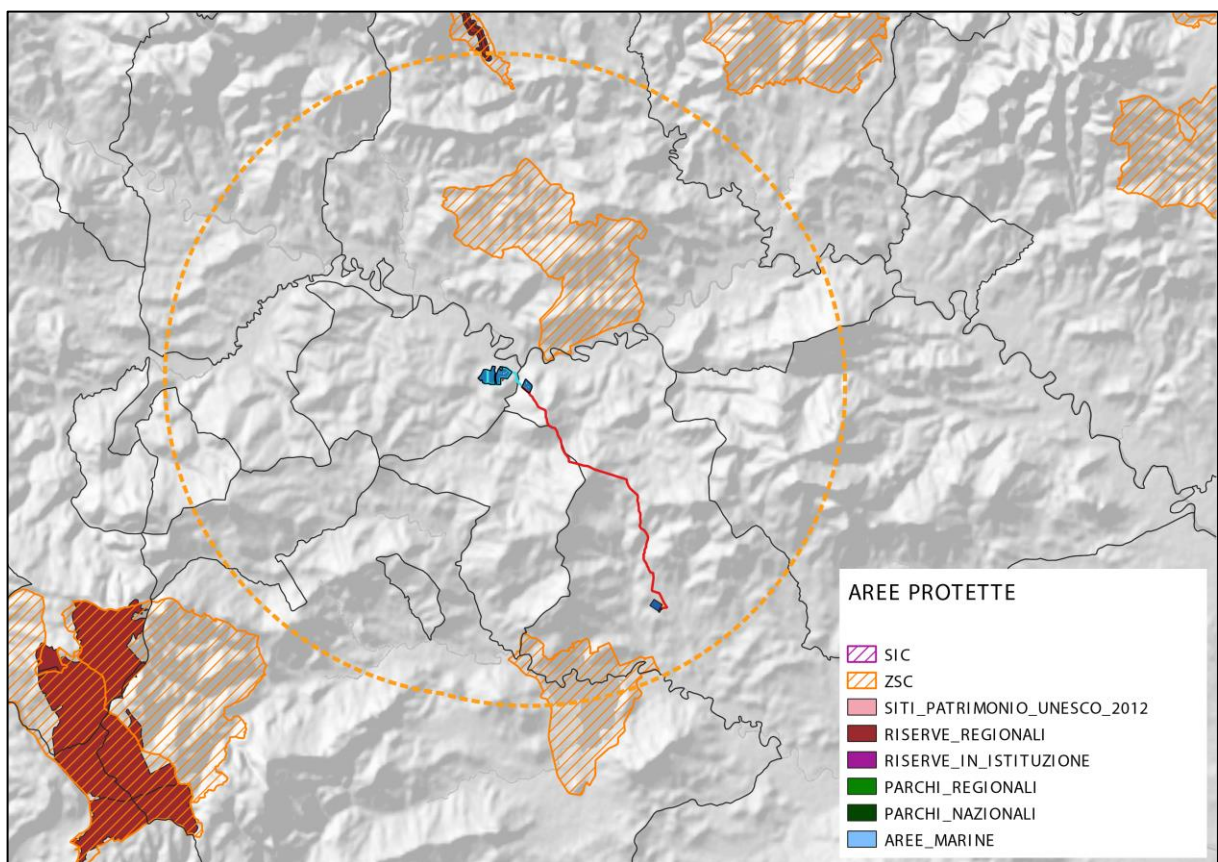 AREE PROTETTE
SIC
ZSC
SITI_PATRIMONIO_UNESCO_2012
RISERVE_REGIONALI
RISERVE_IN_ISTITUZIONE
PARCHI_REGIONALI
PARCHI_NAZIONALI
AREE_MARINE